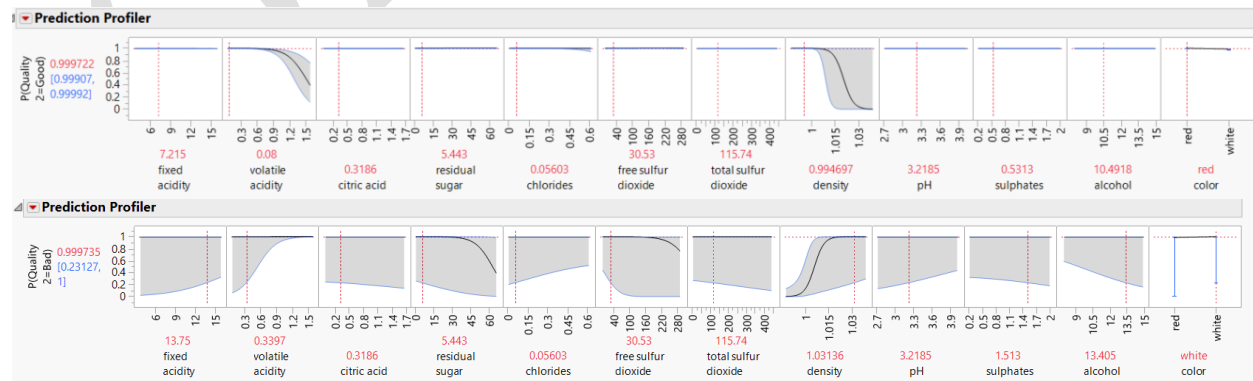 Prediction Profiler
P(Quality 2=Good)
0.999722
[0.99907, 0.99992]
1
0.8
0.6
0.4
0.2
0
6 9 12 15
0.3 0.6 0.9 1.2 1.5
0.2 0.5 0.8 1.1 1.4 1.7
0 15 30 45 60
0 0.15 0.3 0.45 0.6
40 100 160 220 280
0 100 200 300 400
1 1.015 1.03
2.7 3 3.3 3.6 3.9
0.2 0.5 0.8 1.1 1.4 1.7 2
9 10.5 12 13.5 15
red white
7.215 0.08 0.3186 5.443 0.05603 30.53 115.74 0.994697 3.2185 0.5313 10.4918 red
fixed acidity volatile acidity citric acid residual sugar chlorides free sulfur dioxide total sulfur dioxide density pH sulphates alcohol color
Prediction Profiler
P(Quality 2=Bad)
0.999735
[0.23127, 1]
1
0.8
0.6
0.4
0.2
0
6 9 12 15
0.3 0.6 0.9 1.2 1.5
0.2 0.5 0.8 1.1 1.4 1.7
0 15 30 45 60
0 0.15 0.3 0.45 0.6
40 100 160 220 280
0 100 200 300 400
1 1.015 1.03
2.7 3 3.3 3.6 3.9
0.2 0.5 0.8 1.1 1.4 1.7 2
9 10.5 12 13.5 15
red white
13.75 0.3397 0.3186 5.443 0.05603 30.53 115.74 1.03136 3.2185 1.513 13.405 white
fixed acidity volatile acidity citric acid residual sugar chlorides free sulfur dioxide total sulfur dioxide density pH sulphates alcohol color